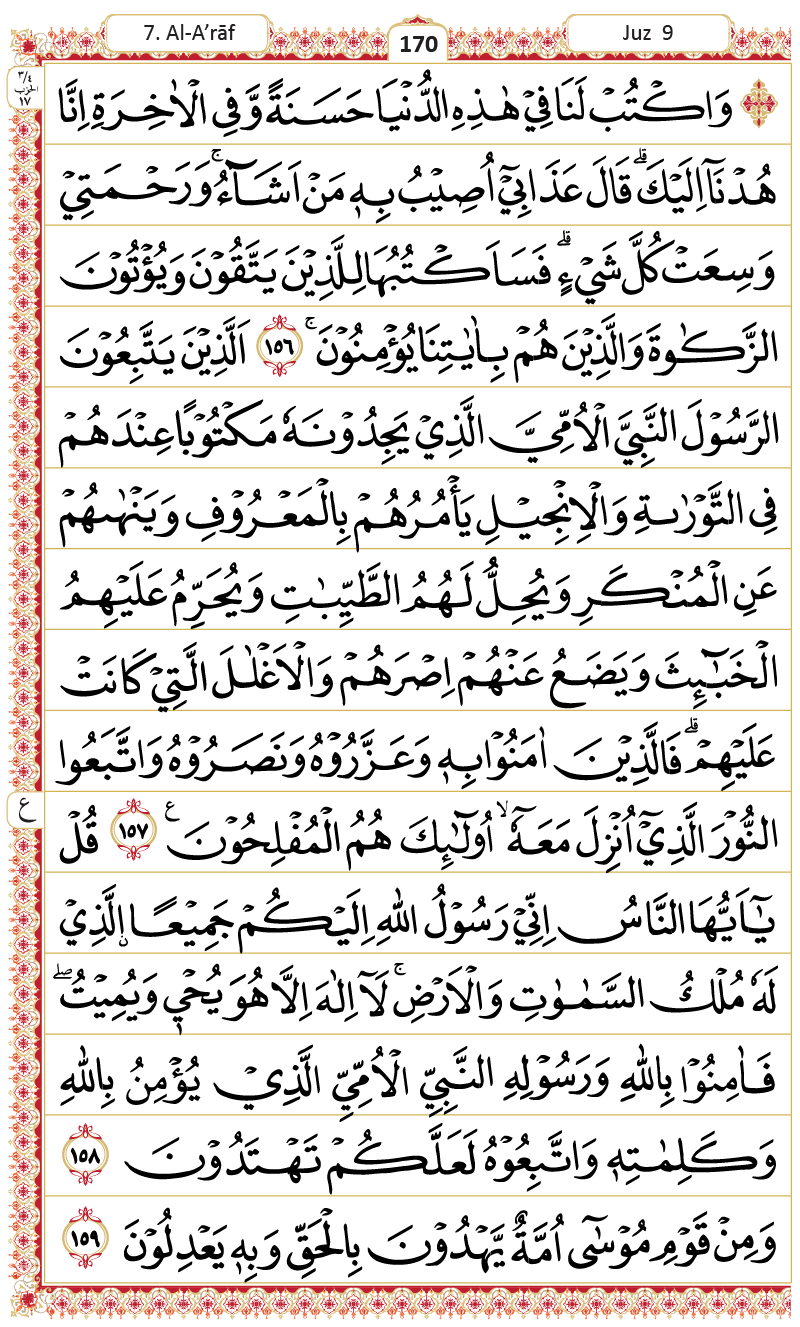 7. Al-A’rāf
170
Juz 9
٣/٤
الحزب
١٧
وَاكْتُبْ لَنَا فِيْ هٰذِهِ الدُّنْيَا حَسَنَةً وَّفِي الْاٰخِرَةِ اِنَّا
هُدْنَآ اِلَيْكَ ۗ قَالَ عَذَابِيْٓ اُصِيْبُ بِهٖ مَنْ اَشَاۤءُ ۚ وَرَحْمَتِيْ
وَسِعَتْ كُلَّ شَيْءٍ ۗ فَسَاَكْتُبُهَا لِلَّذِيْنَ يَتَّقُوْنَ وَيُؤْتُوْنَ
الزَّكٰوةَ وَالَّذِيْنَ هُمْ بِاٰيٰتِنَا يُؤْمِنُوْنَ ۚ ١٥٦ اَلَّذِيْنَ يَتَّبِعُوْنَ
الرَّسُوْلَ النَّبِيَّ الْاُمِّيَّ الَّذِيْ يَجِدُوْنَهٗ مَكْتُوْبًا عِنْدَهُمْ
فِى التَّوْرٰىةِ وَالْاِنْجِيْلِ يَأْمُرُهُمْ بِالْمَعْرُوْفِ وَيَنْهٰىهُمْ
عَنِ الْمُنْكَرِ وَيُحِلُّ لَهُمُ الطَّيِّبٰتِ وَيُحَرِّمُ عَلَيْهِمُ
الْخَبٰۤىِٕثَ وَيَضَعُ عَنْهُمْ اِصْرَهُمْ وَالْاَغْلٰلَ الَّتِيْ كَانَتْ
عَلَيْهِمْ ۗ فَالَّذِيْنَ اٰمَنُوْا بِهٖ وَعَزَّرُوْهُ وَنَصَرُوْهُ وَاتَّبَعُوا
ع
النُّوْرَ الَّذِيْٓ اُنْزِلَ مَعَهٗٓ ۙ اُولٰۤىِٕكَ هُمُ الْمُفْلِحُوْنَ ع ١٥٧ قُلْ
يٰٓاَيُّهَا النَّاسُ اِنِّيْ رَسُوْلُ اللّٰهِ اِلَيْكُمْ جَمِيْعًا ۨالَّذِيْ
لَهٗ مُلْكُ السَّمٰوٰتِ وَالْاَرْضِ ۚ لَآ اِلٰهَ اِلَّا هُوَ يُحْيٖ وَيُمِيْتُ ۖ
فَاٰمِنُوْا بِاللّٰهِ وَرَسُوْلِهِ النَّبِيِّ الْاُمِّيِّ الَّذِيْ يُؤْمِنُ بِاللّٰهِ
وَكَلِمٰتِهٖ وَاتَّبِعُوْهُ لَعَلَّكُمْ تَهْتَدُوْنَ ١٥٨
وَمِنْ قَوْمِ مُوْسٰٓى اُمَّةٌ يَّهْدُوْنَ بِالْحَقِّ وَبِهٖ يَعْدِلُوْنَ ١٥٩